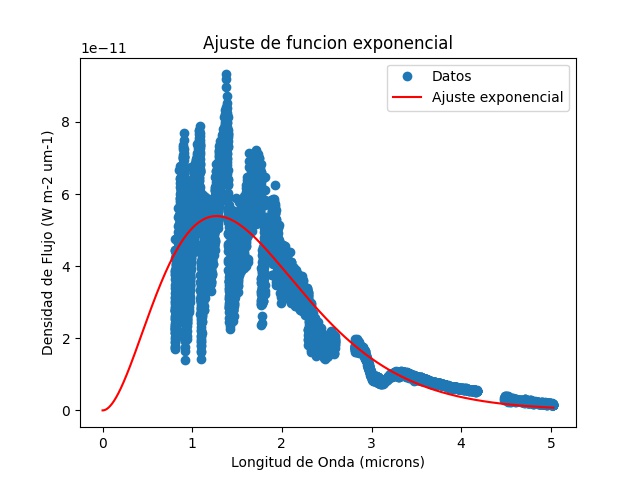 Ajuste de funcion exponencial
1e−11
Datos
Ajuste exponencial
8
6
4
2
0
Densidad de Flujo (W m-2 um-1)
0 1 2 3 4 5
Longitud de Onda (microns)